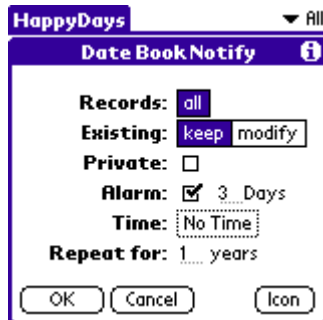 HappyDays All
Date Book Notify i
Records: all
Existing: keep modify
Private:
Alarm: 3 Days
Time: No Time
Repeat for: 1 years
OK Cancel Icon